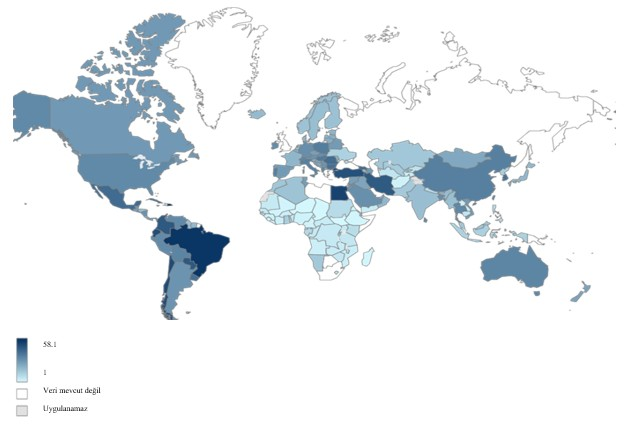 58.1
1
Veri mevcut değil
Uygulanamaz